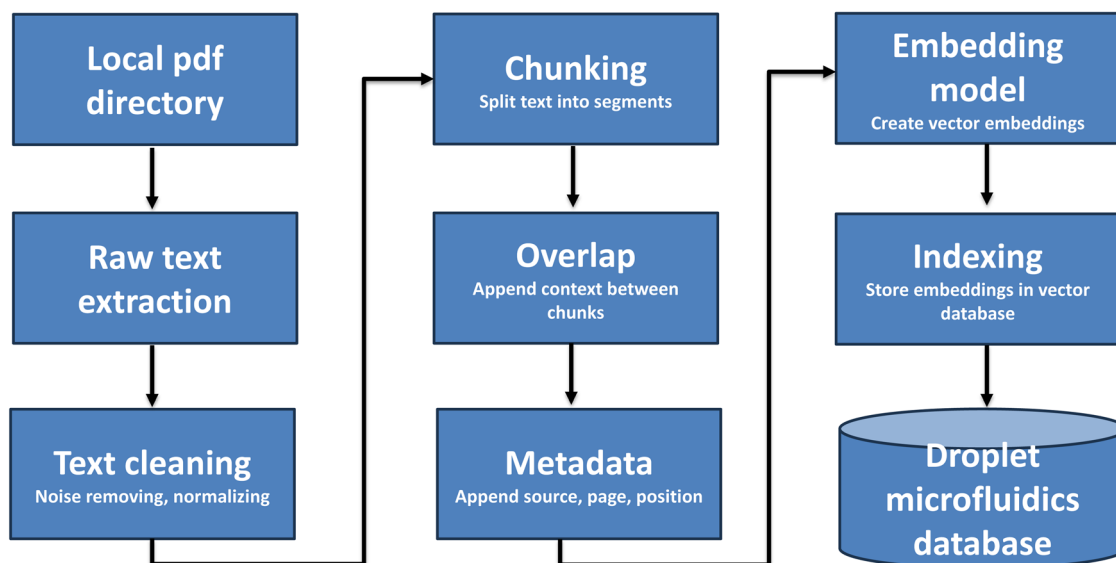 Local pdf
directory
Raw text
extraction
Text cleaning
Noise removing, normalizing
Chunking
Split text into segments
Overlap
Append context between
chunks
Metadata
Append source, page, position
Embedding
model
Create vector embeddings
Indexing
Store embeddings in vector
database
Droplet
microfluidics
database